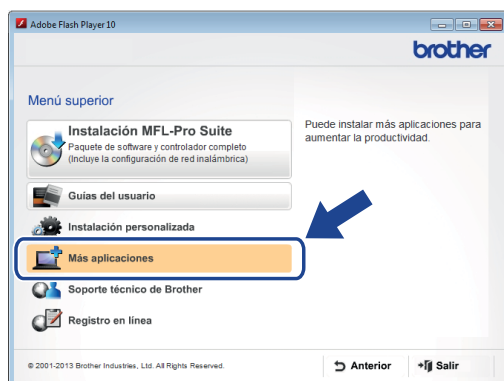 Adobe Flash Player 10
brother
Menú superior
Instalación MFL-Pro Suite
Paquete de software y controlador completo
(Incluye la configuración de red inalámbrica)
Guías del usuario
Instalación personalizada
Más aplicaciones
Soporte técnico de Brother
Registro en línea
Puede instalar más aplicaciones para
aumentar la productividad.
© 2001-2013 Brother Industries, Ltd. All Rights Reserved.
Anterior
Salir